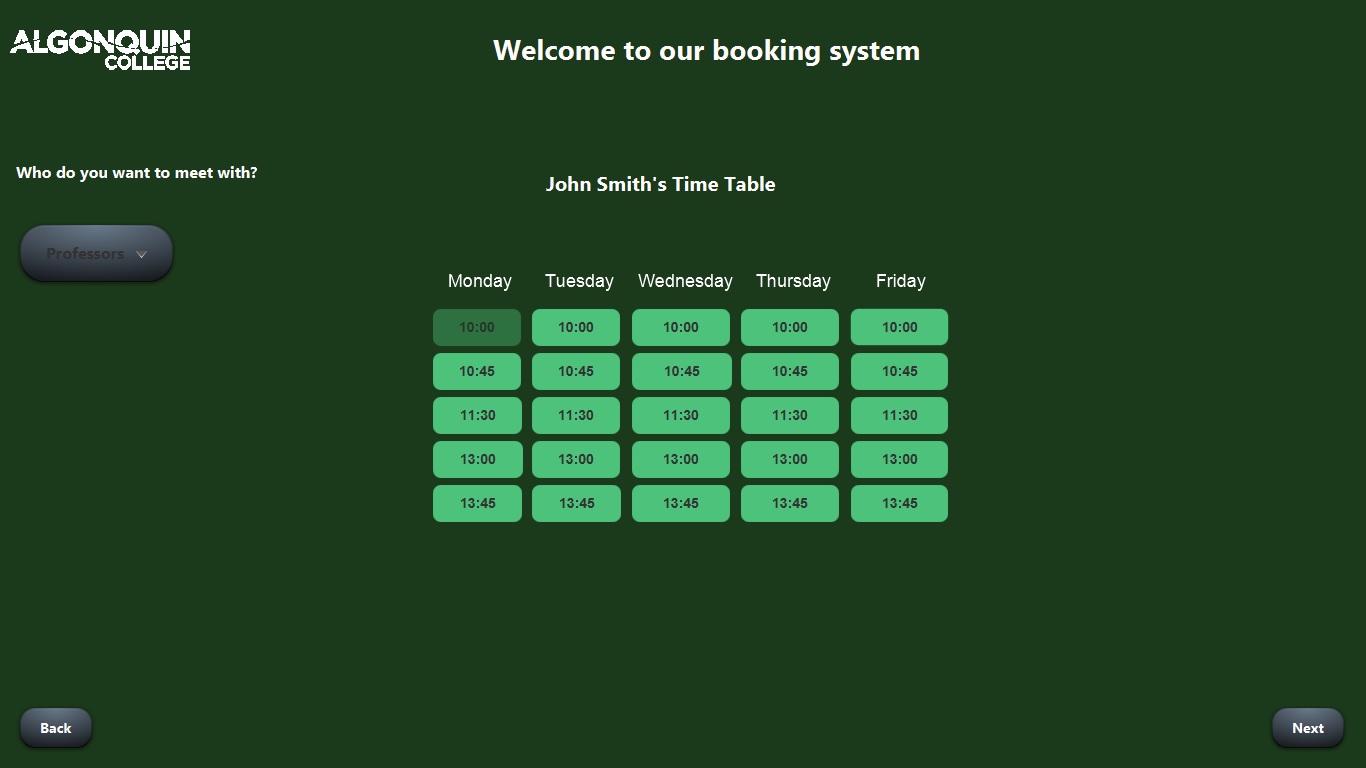 ALGONQUIN
COLLEGE
Welcome to our booking system
Who do you want to meet with?
John Smith's Time Table
Professors
Monday Tuesday Wednesday Thursday Friday
10:00 10:00 10:00 10:00 10:00
10:45 10:45 10:45 10:45 10:45
11:30 11:30 11:30 11:30 11:30
13:00 13:00 13:00 13:00 13:00
13:45 13:45 13:45 13:45 13:45
Back Next